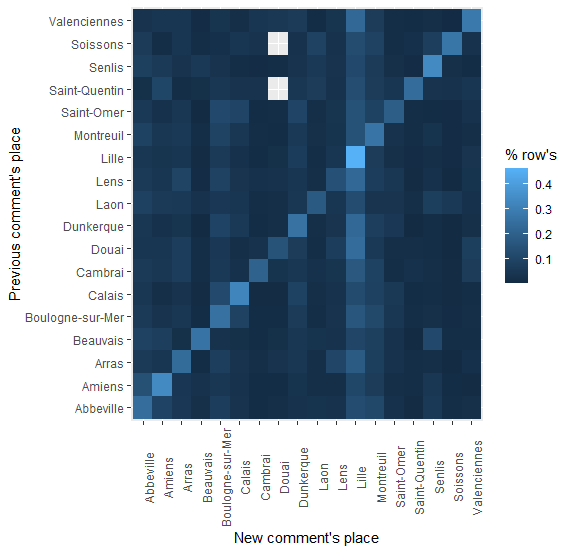 Previous comment's place
Valenciennes
Soissons
Senlis
Saint-Quentin
Saint-Omer
Montreuil
Lille
Lens
Laon
Dunkerque
Douai
Cambrai
Calais
Boulogne-sur-Mer
Beauvais
Arras
Amiens
Abbeville
% row's
0.4
0.3
0.2
0.1
Abbeville
Amiens
Arras
Beauvais
Boulogne-sur-Mer
Calais
Cambrai
Douai
Dunkerque
Laon
Lens
Lille
Montreuil
Saint-Omer
Saint-Quentin
Senlis
Soissons
Valenciennes
New comment's place